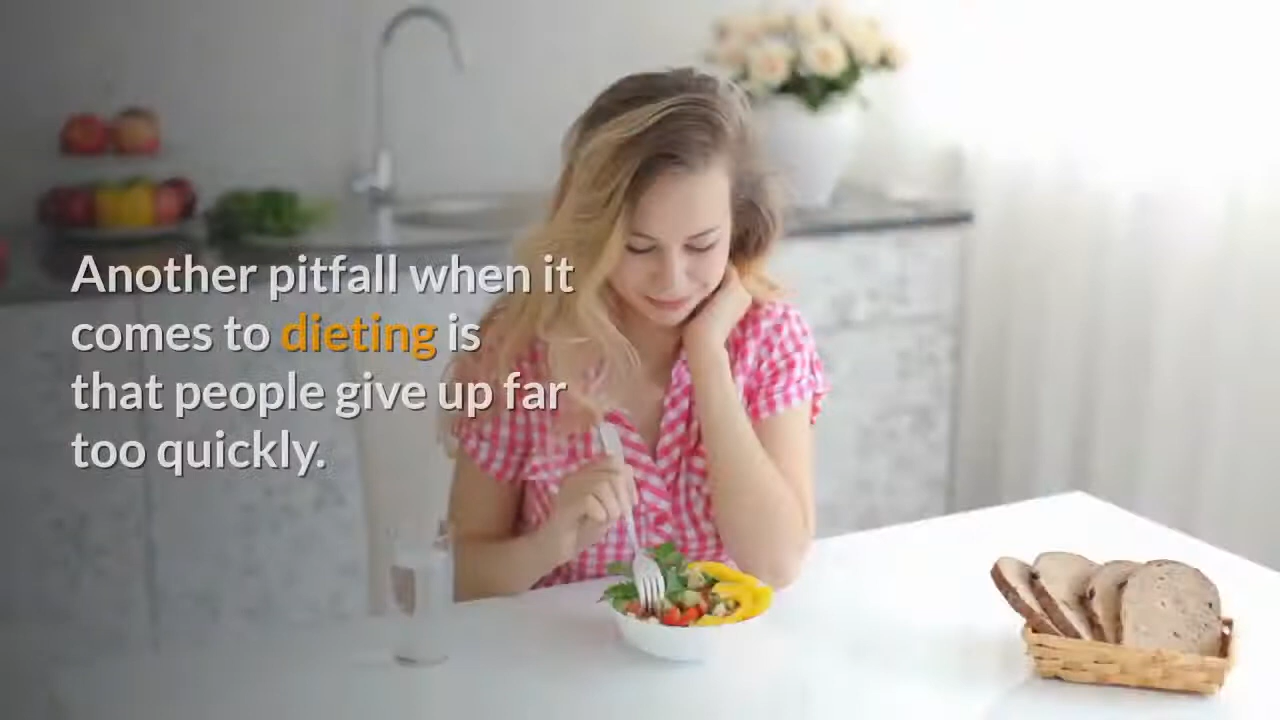 Another pitfall when it
comes to dieting is
that people give up far
too quickly.